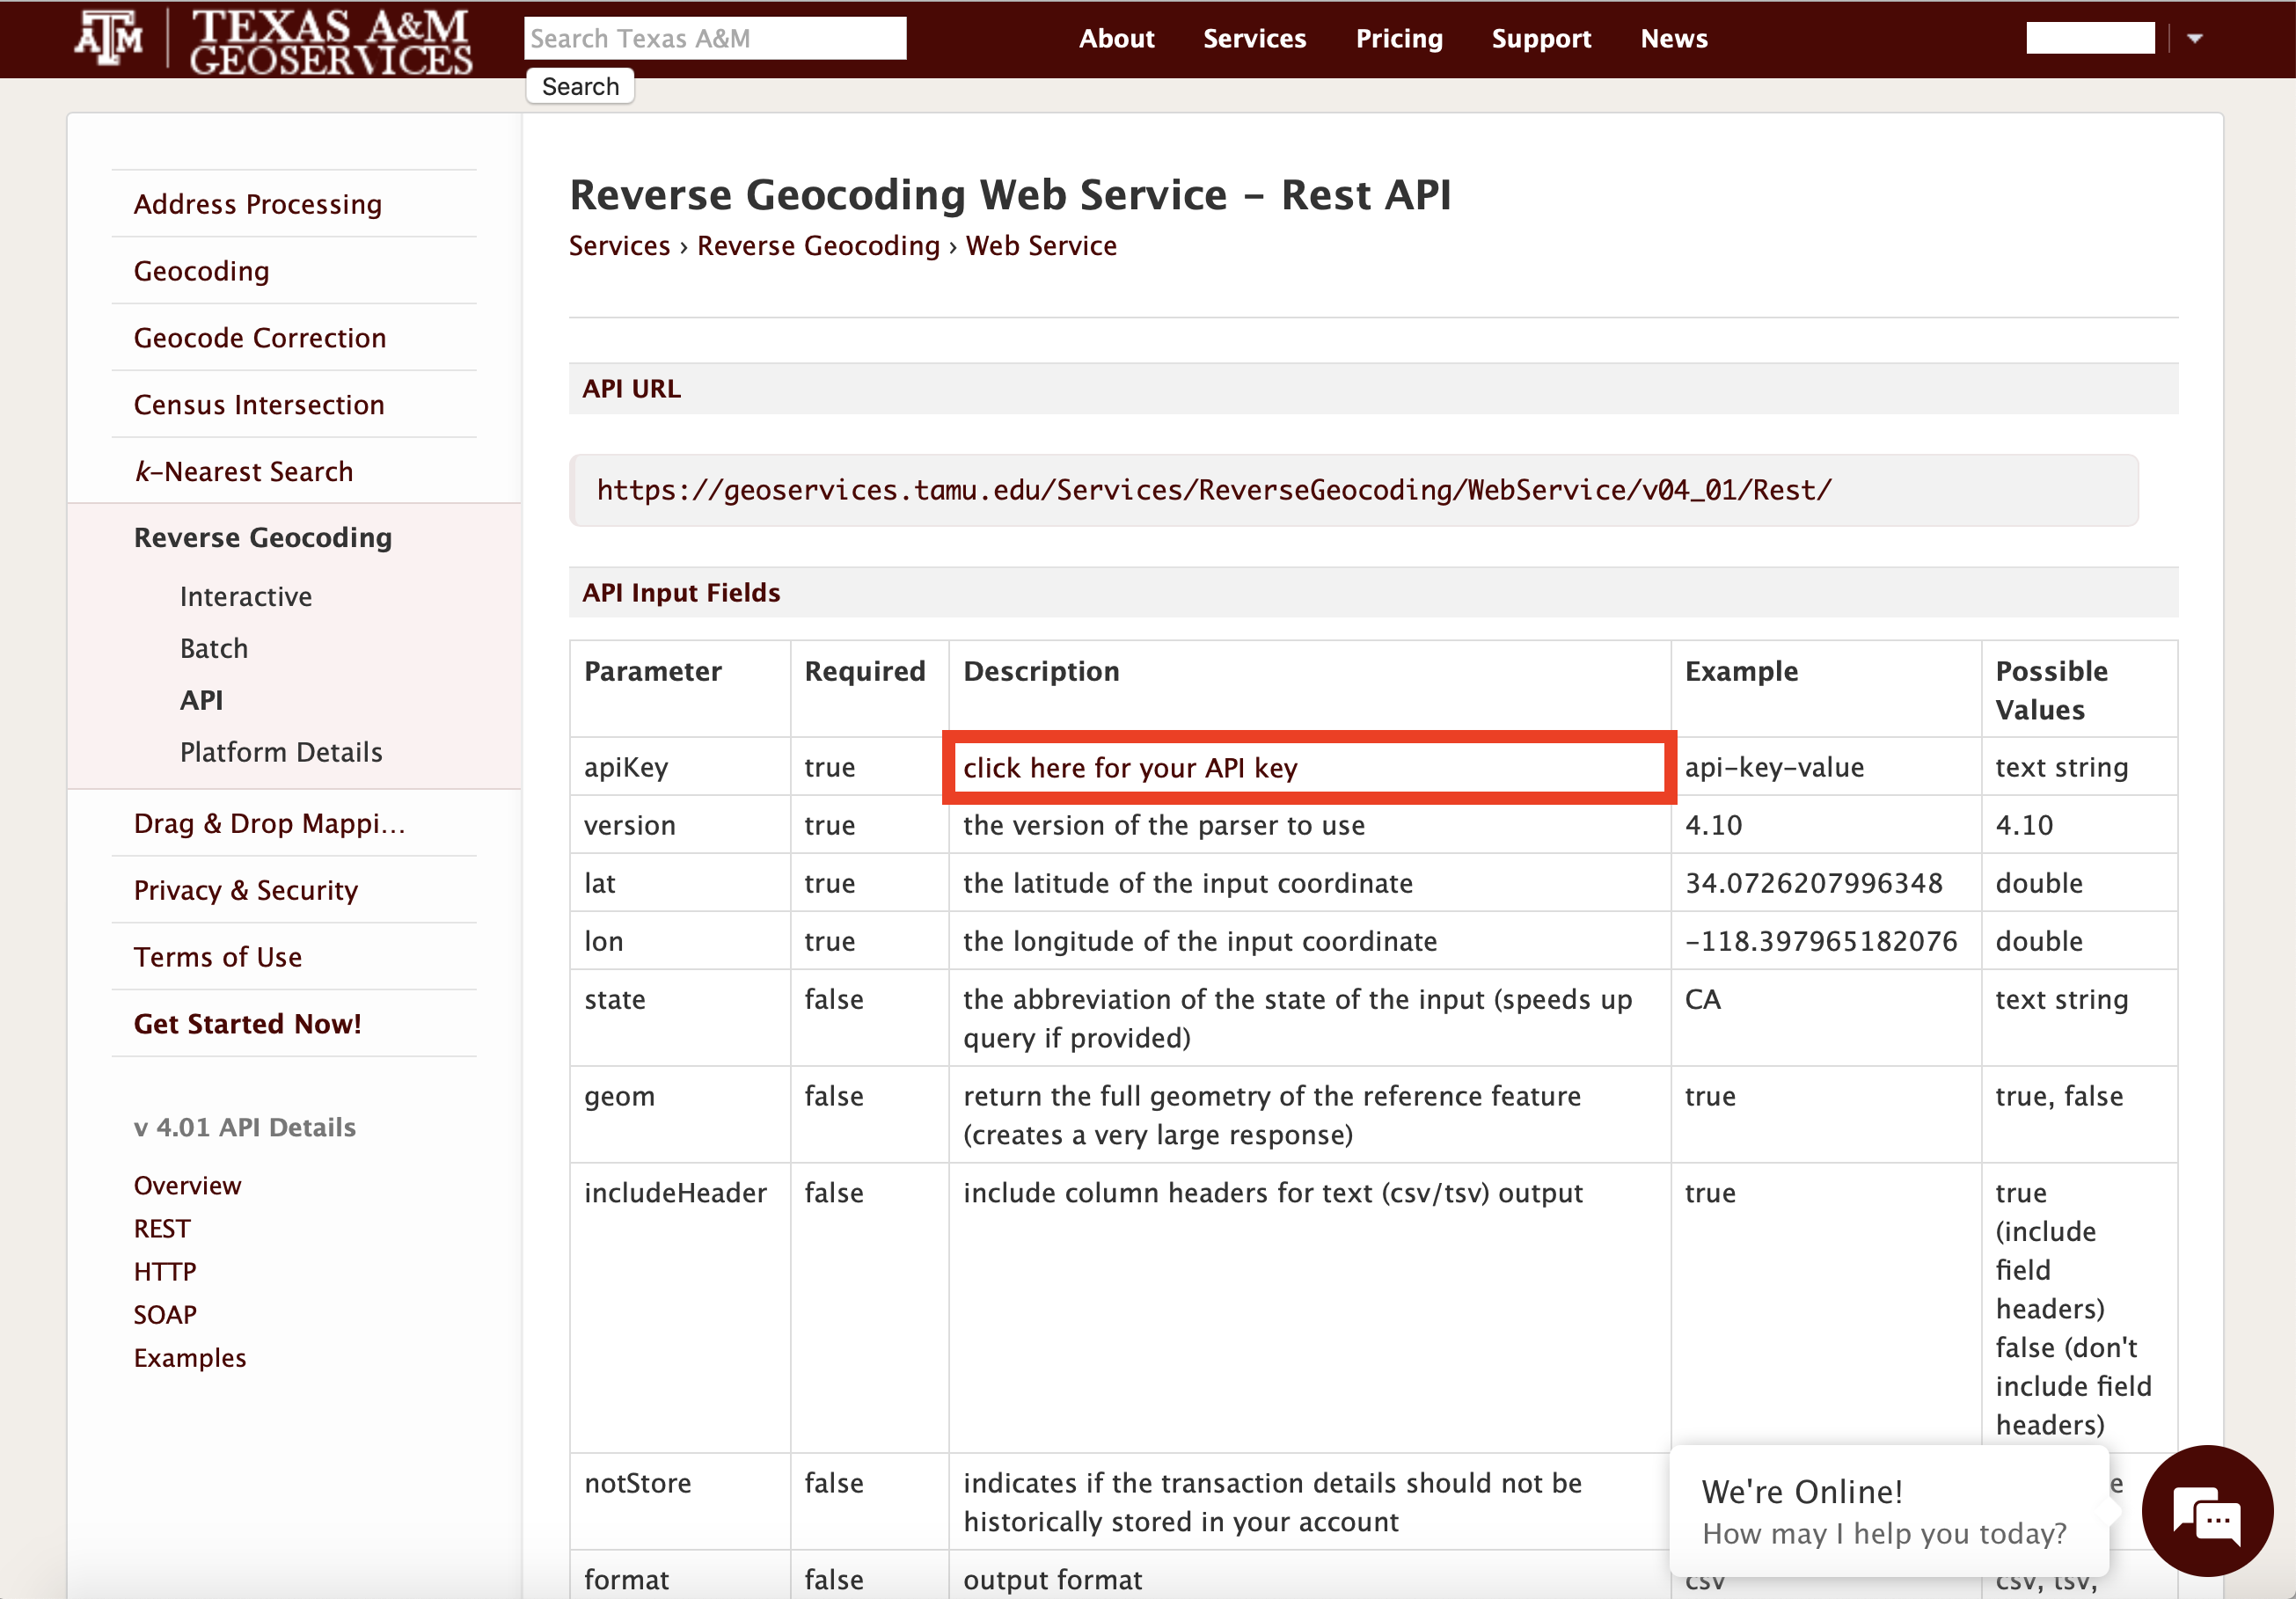 TEXAS A&M
GEOSERVICES
Search Texas A&M
Search
About Services Pricing Support News
Address Processing
Geocoding
Geocode Correction
Census Intersection
k-Nearest Search
Reverse Geocoding
Interactive
Batch
API
Platform Details
Drag & Drop Mappi...
Privacy & Security
Terms of Use
Get Started Now!
v 4.01 API Details
Overview
REST
HTTP
SOAP
Examples
Reverse Geocoding Web Service - Rest API
Services › Reverse Geocoding › Web Service
API URL
https://geoservices.tamu.edu/Services/ReverseGeocoding/WebService/v04_01/Rest/
API Input Fields
Parameter Required Description Example Possible
Values
apiKey true click here for your API key api-key-value text string
version true the version of the parser to use 4.10 4.10
lat true the latitude of the input coordinate 34.0726207996348 double
lon true the longitude of the input coordinate -118.397965182076 double
state false the abbreviation of the state of the input (speeds up CA text string
query if provided)
geom false return the full geometry of the reference feature true true, false
(creates a very large response)
includeHeader false include column headers for text (csv/tsv) output true true
(include
field
headers)
false (don't
include field
headers)
notStore false indicates if the transaction details should not be
historically stored in your account
format false output format csv csv, tsv,
We're Online!
How may I help you today?